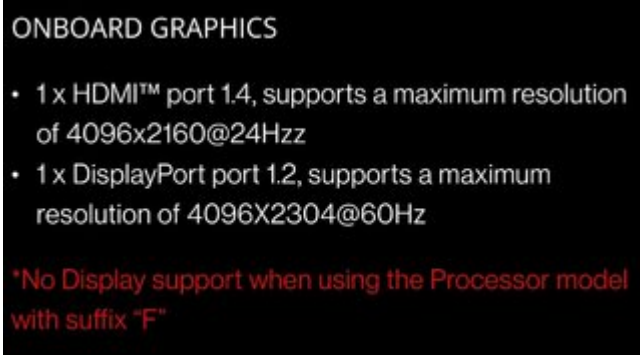 ONBOARD GRAPHICS
• 1 x HDMI™ port 1.4, supports a maximum resolution
of 4096x2160@24Hzz
• 1 x DisplayPort port 1.2, supports a maximum
resolution of 4096X2304@60Hz
*No Display support when using the Processor model
with suffix “F”